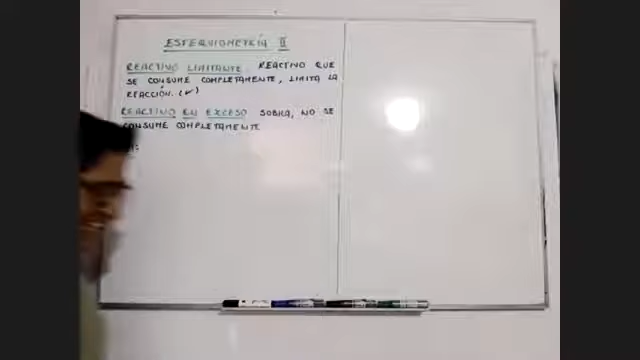 ESTEQUIOMETRÍA II
REACTIVO LIMITANTE REACTIVO QUE
SE CONSUME COMPLETAMENTE, LIMITA LA
REACCIÓN. (✓)
REACTIVO EN EXCESO SOBRA, NO SE
CONSUME COMPLETAMENTE